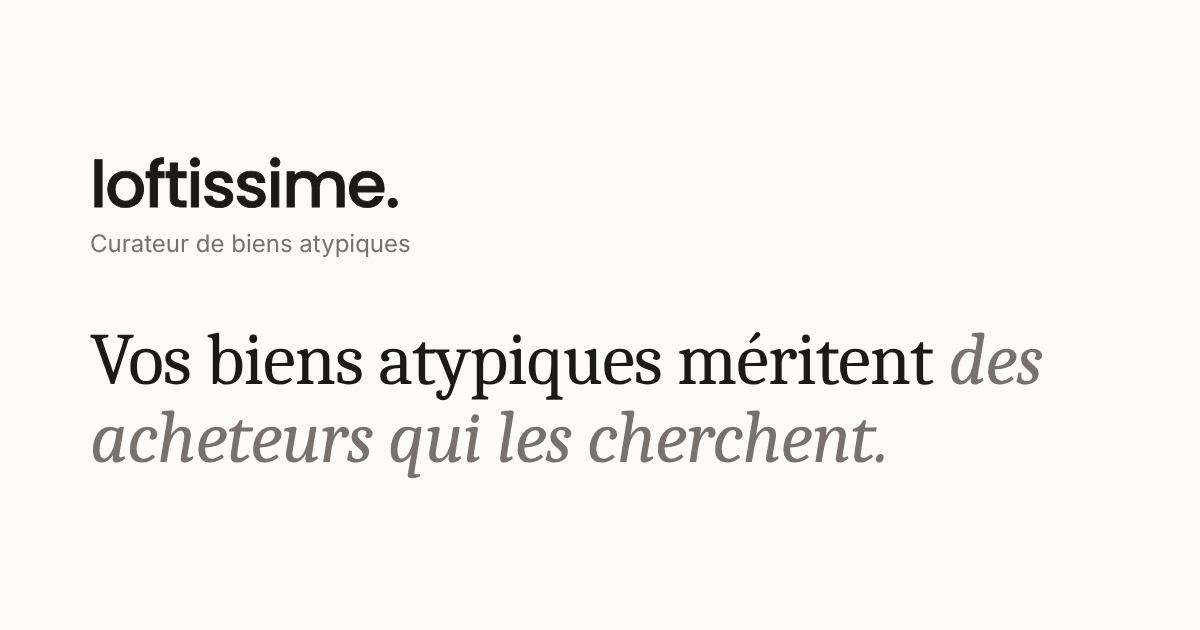 loftissime.
Curateur de biens atypiques
Vos biens atypiques méritent des
acheteurs qui les cherchent.